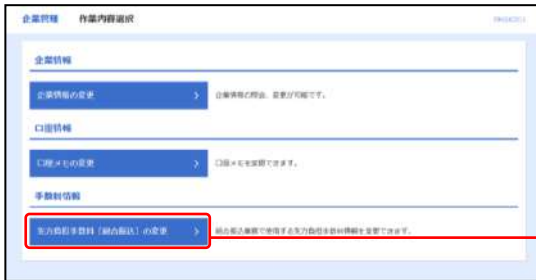 企業管理 作業内容選択
企業情報
企業情報の変更
企業情報の照会、変更が可能です。
口座情報
口座メモの変更
口座メモを変更できます。
手数料情報
先方負担手数料［総合振込］の変更
総合振込業務で使用する先方負担手数料情報を変更できます。